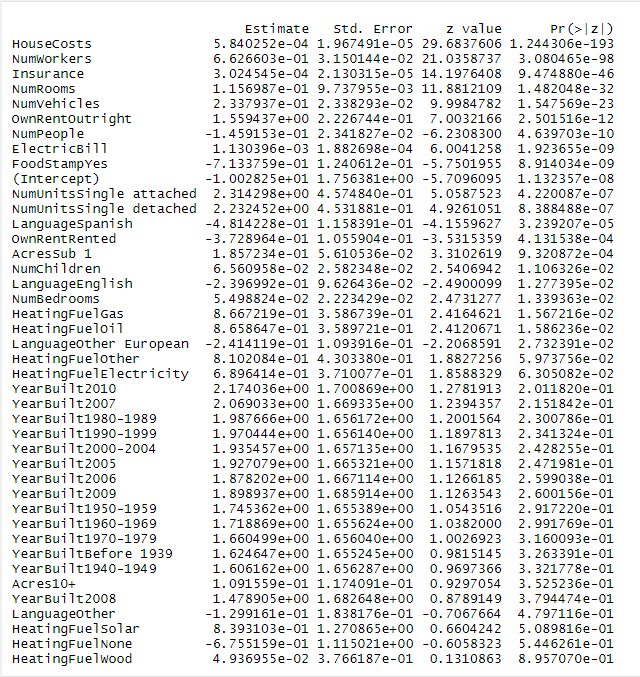 Estimate Std. Error z value Pr(>|z|)
HouseCosts 5.840252e-04 1.967491e-05 29.6837606 1.244306e-193
NumWorkers 6.626603e-01 3.150144e-02 21.0358737 3.080465e-98
Insurance 3.024545e-04 2.130315e-05 14.1976408 9.474880e-46
NumRooms 1.156987e-01 9.737955e-03 11.8812109 1.482048e-32
NumVehicles 2.337937e-01 2.338293e-02 9.9984782 1.547569e-23
OwnRentOutright 1.559437e+00 2.226744e-01 7.0032166 2.501516e-12
NumPeople -1.459153e-01 2.341827e-02 -6.2308300 4.639703e-10
ElectricBill 1.130396e-03 1.882698e-04 6.0041258 1.923655e-09
FoodStampYes -7.133759e-01 1.240612e-01 -5.7501955 8.914034e-09
(Intercept) -1.002825e+01 1.756381e+00 -5.7096095 1.132357e-08
NumUnitsSingle attached 2.314298e+00 4.574840e-01 5.0587523 4.220087e-07
NumUnitsSingle detached 2.232452e+00 4.531881e-01 4.9261051 8.388488e-07
LanguageSpanish -4.814228e-01 1.158391e-01 -4.1559627 3.239207e-05
OwnRentRented -3.728964e-01 1.055904e-01 -3.5315359 4.131538e-04
AcresSub 1 1.857234e-01 5.610536e-02 3.3102619 9.320872e-04
NumChildren 6.560958e-02 2.582348e-02 2.5406942 1.106326e-02
LanguageEnglish -2.396992e-01 9.626436e-02 -2.4900099 1.277395e-02
NumBedrooms 5.498824e-02 2.223429e-02 2.4731277 1.339363e-02
HeatingFuelGas 8.667219e-01 3.586739e-01 2.4164621 1.567216e-02
HeatingFuelOil 8.658647e-01 3.589721e-01 2.4120671 1.586236e-02
LanguageOther European -2.414119e-01 1.093916e-01 -2.2068591 2.732391e-02
HeatingFuelOther 8.102084e-01 4.303380e-01 1.8827256 5.973756e-02
HeatingFuelElectricity 6.896414e-01 3.710077e-01 1.8588329 6.305082e-02
YearBuilt2010 2.174036e+00 1.700869e+00 1.2781913 2.011820e-01
YearBuilt2007 2.069033e+00 1.669335e+00 1.2394357 2.151842e-01
YearBuilt1980-1989 1.987666e+00 1.656172e+00 1.2001564 2.300786e-01
YearBuilt1990-1999 1.970444e+00 1.656140e+00 1.1897813 2.341324e-01
YearBuilt2000-2004 1.935457e+00 1.657135e+00 1.1679535 2.428255e-01
YearBuilt2005 1.927079e+00 1.665321e+00 1.1571818 2.471981e-01
YearBuilt2006 1.878202e+00 1.667114e+00 1.1266185 2.599038e-01
YearBuilt2009 1.898937e+00 1.685914e+00 1.1263543 2.600156e-01
YearBuilt1950-1959 1.745362e+00 1.655389e+00 1.0543516 2.917220e-01
YearBuilt1960-1969 1.718869e+00 1.655624e+00 1.0382000 2.991769e-01
YearBuilt1970-1979 1.660499e+00 1.656040e+00 1.0026923 3.160093e-01
YearBuiltBefore 1939 1.624647e+00 1.655245e+00 0.9815145 3.263391e-01
YearBuilt1940-1949 1.606162e+00 1.656287e+00 0.9697366 3.321778e-01
Acres10+ 1.091559e-01 1.174091e-01 0.9297054 3.525236e-01
YearBuilt2008 1.478905e+00 1.682648e+00 0.8789149 3.794474e-01
LanguageOther -1.299161e-01 1.838176e-01 -0.7067664 4.797116e-01
HeatingFuelSolar 8.393103e-01 1.270865e+00 0.6604242 5.089816e-01
HeatingFuelNone -6.755159e-01 1.115021e+00 -0.6058323 5.446261e-01
HeatingFuelWood 4.936955e-02 3.766187e-01 0.1310863 8.957070e-01